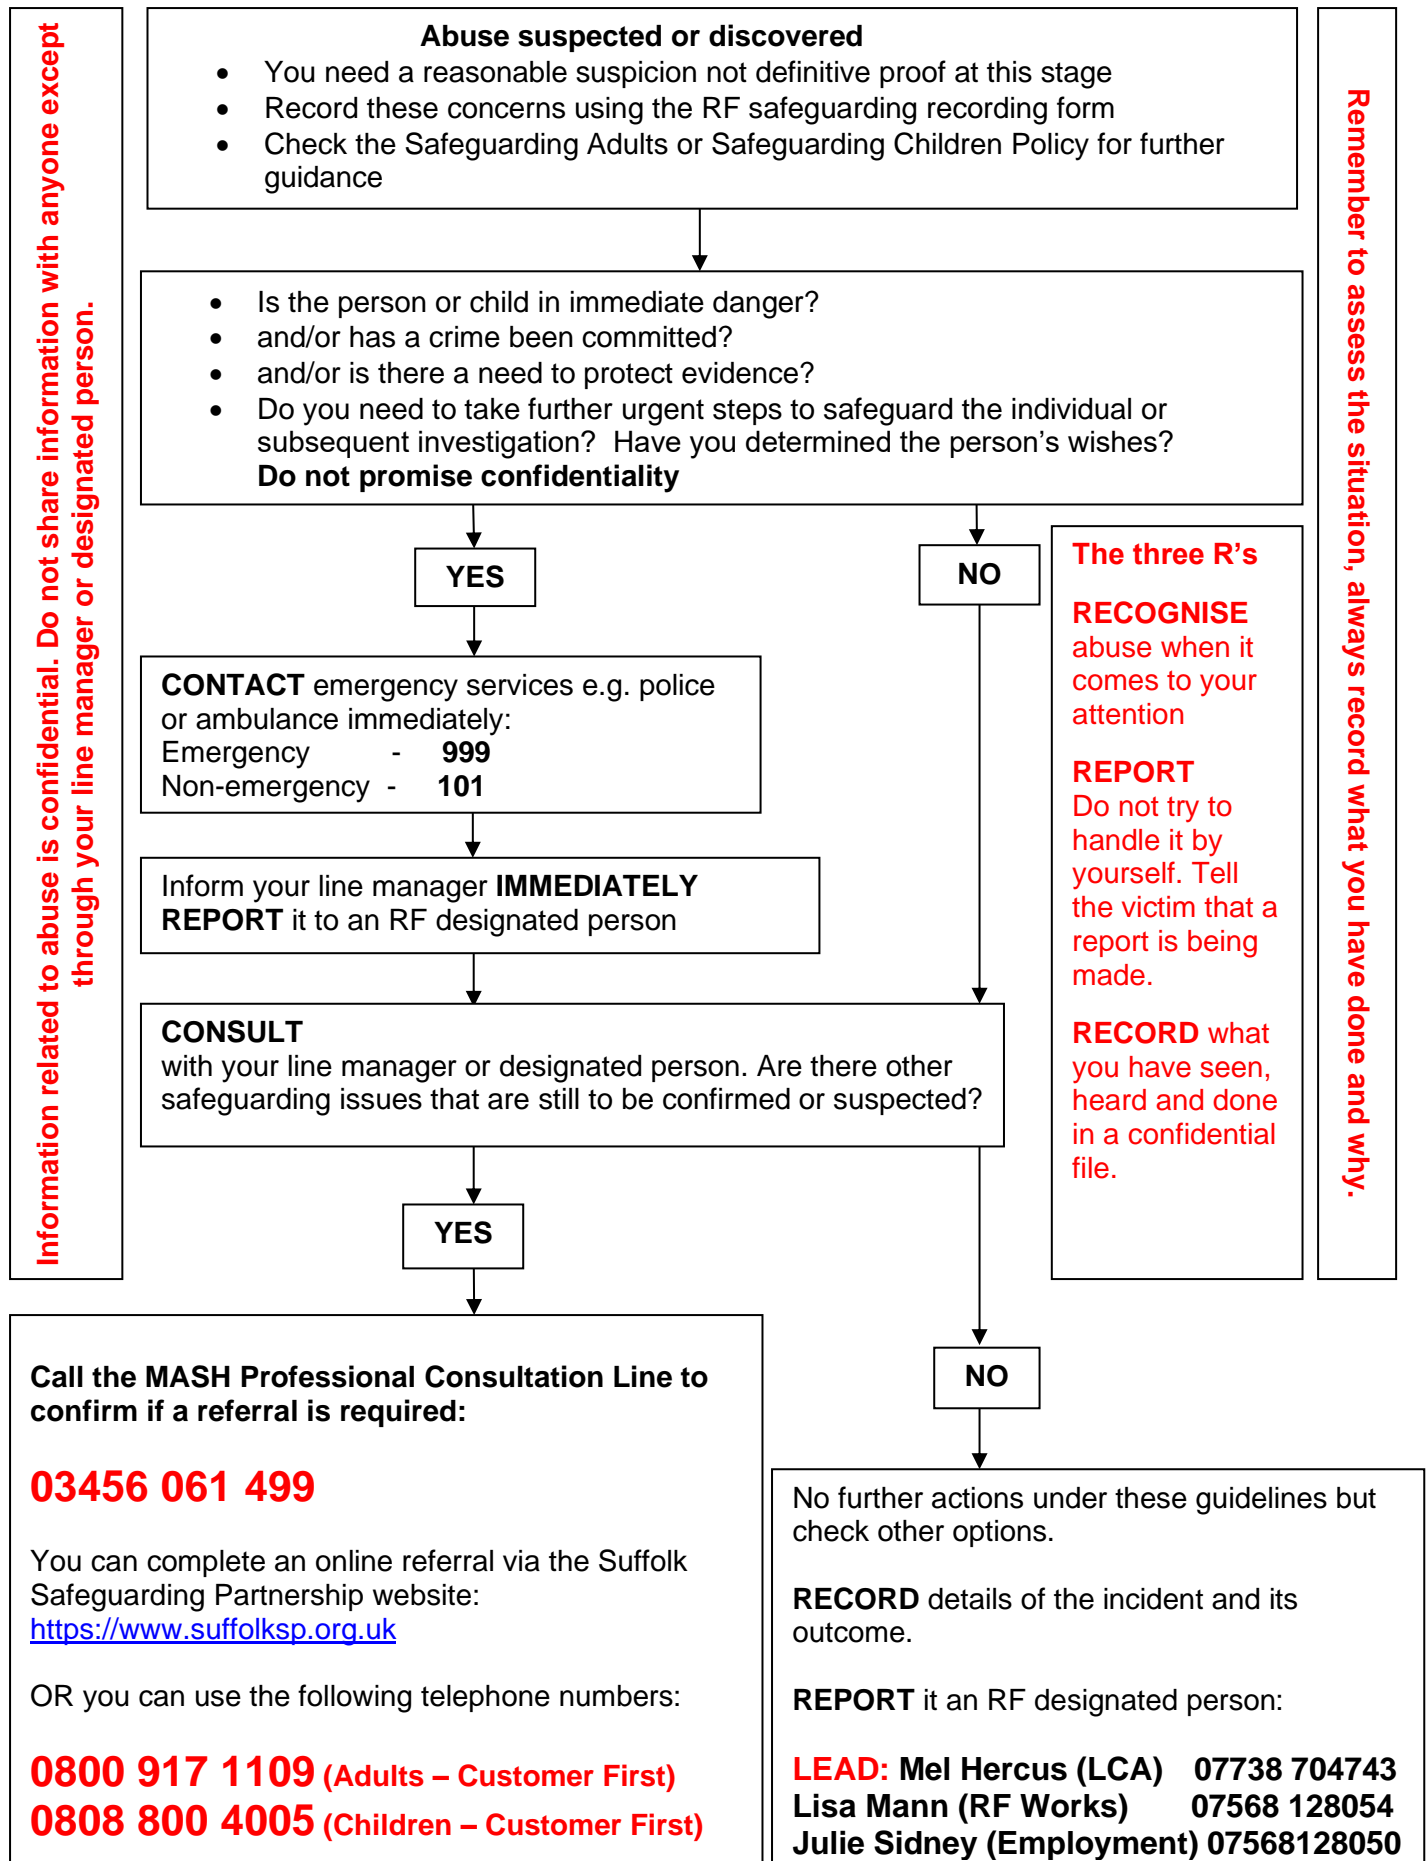 Information related to abuse is confidential. Do not share information with anyone except
through your line manager or designated person.
Abuse suspected or discovered
• You need a reasonable suspicion not definitive proof at this stage
• Record these concerns using the RF safeguarding recording form
• Check the Safeguarding Adults or Safeguarding Children Policy for further
guidance
Remember to assess the situation, always record what you have done and why.
• Is the person or child in immediate danger?
• and/or has a crime been committed?
• and/or is there a need to protect evidence?
• Do you need to take further urgent steps to safeguard the individual or
subsequent investigation? Have you determined the person's wishes?
Do not promise confidentiality
YES
NO
The three R's
RECOGNISE
abuse when it
comes to your
attention
REPORT
Do not try to
handle it by
yourself. Tell
the victim that a
report is being
made.
RECORD what
you have seen,
heard and done
in a confidential
file.
CONTACT emergency services e.g. police
or ambulance immediately:
Emergency - 999
Non-emergency - 101
Inform your line manager IMMEDIATELY
REPORT it to an RF designated person
CONSULT
with your line manager or designated person. Are there other
safeguarding issues that are still to be confirmed or suspected?
YES
NO
Call the MASH Professional Consultation Line to
confirm if a referral is required:
03456 061 499
You can complete an online referral via the Suffolk
Safeguarding Partnership website:
https://www.suffolksp.org.uk
OR you can use the following telephone numbers:
0800 917 1109 (Adults – Customer First)
0808 800 4005 (Children – Customer First)
No further actions under these guidelines but
check other options.
RECORD details of the incident and its
outcome.
REPORT it an RF designated person:
LEAD: Mel Hercus (LCA) 07738 704743
Lisa Mann (RF Works) 07568 128054
Julie Sidney (Employment) 07568128050